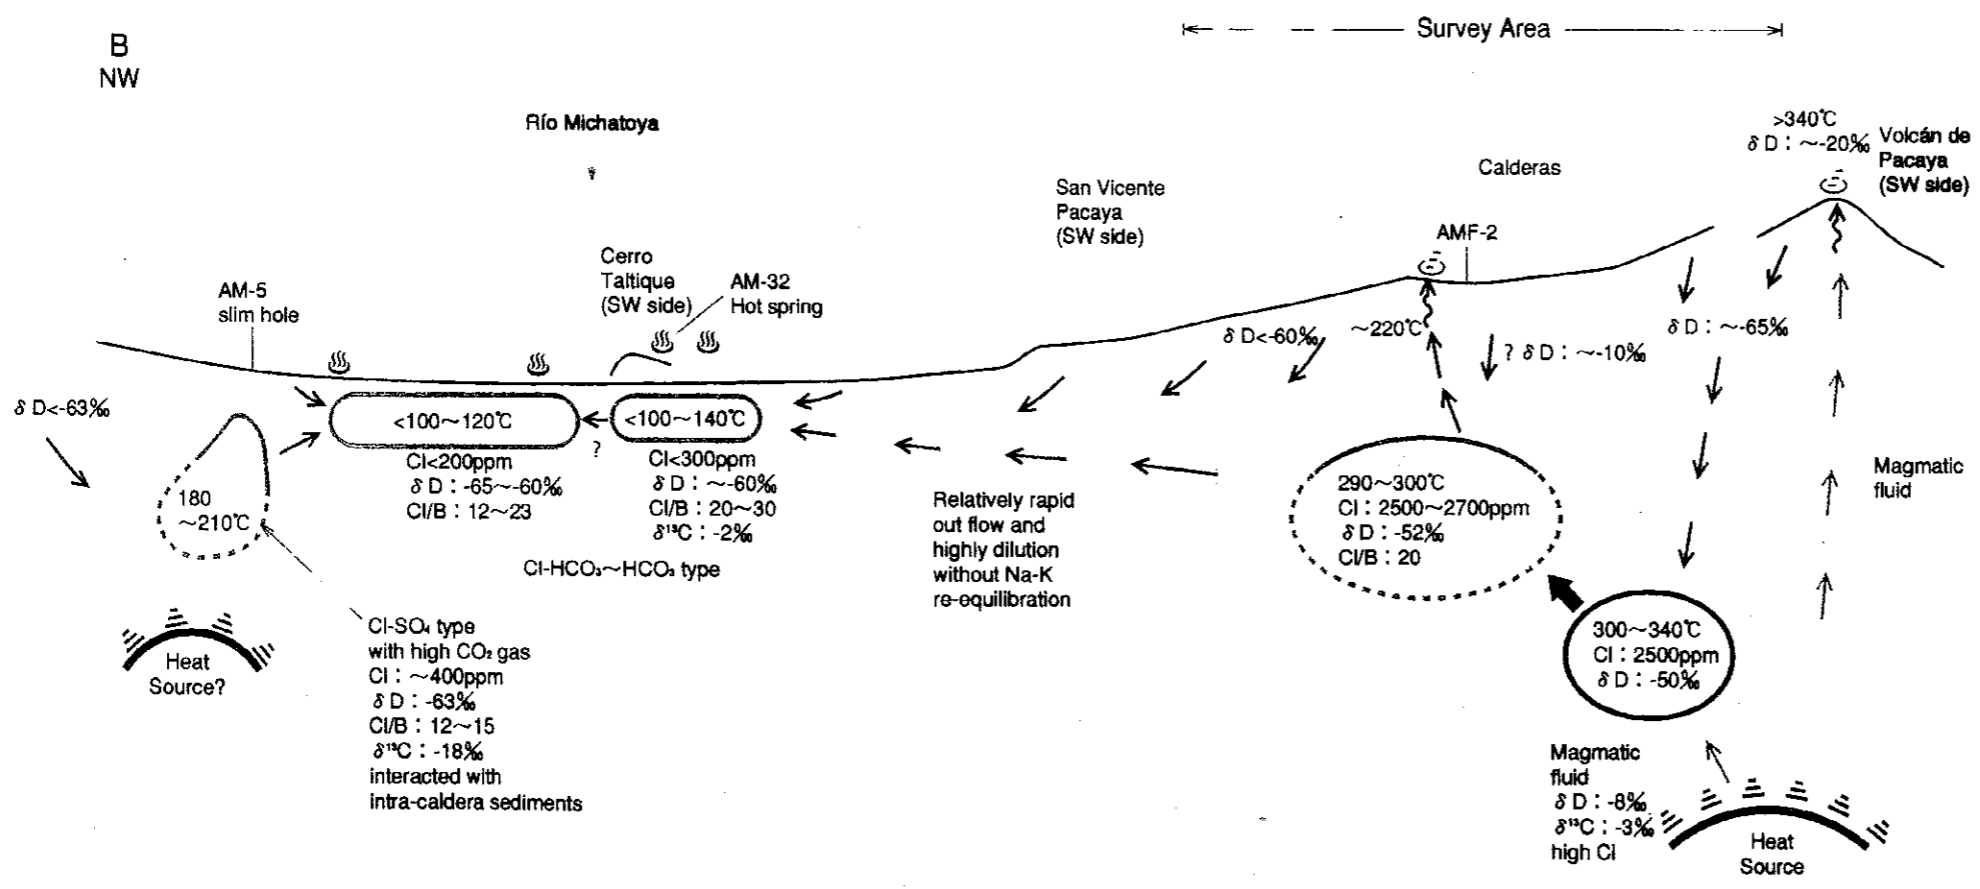 Survey Area
B
NW
Río Michatoya
>340℃
δD：~-20‰
Volcán de
Pacaya
(SW side)
Calderas
San Vicente
Pacaya
(SW side)
AMF-2
Cerro
Taltique
(SW side)
AM-32
Hot spring
AM-5
slim hole
δD<-60‰
~220℃
δD：~-65‰
? δD：~-10‰
δD<-63‰
<100~120℃
<100~140℃
?
Cl<200ppm
δD：-65~-60‰
Cl/B：12~23
Cl<300ppm
δD：~-60‰
Cl/B：20~30
δ¹³C：-2‰
Cl-HCO₃~HCO₃ type
180
~210℃
Relatively rapid
out flow and
highly dilution
without Na-K
re-equilibration
290~300℃
Cl：2500~2700ppm
δD：-52‰
Cl/B：20
Magmatic
fluid
300~340℃
Cl：2500ppm
δD：-50‰
Heat
Source?
Cl-SO₄ type
with high CO₂ gas
Cl：~400ppm
δD：-63‰
Cl/B：12~15
δ¹³C：-18‰
interacted with
intra-caldera sediments
Magmatic
fluid
δD：-8‰
δ¹³C：-3‰
high Cl
Heat
Source